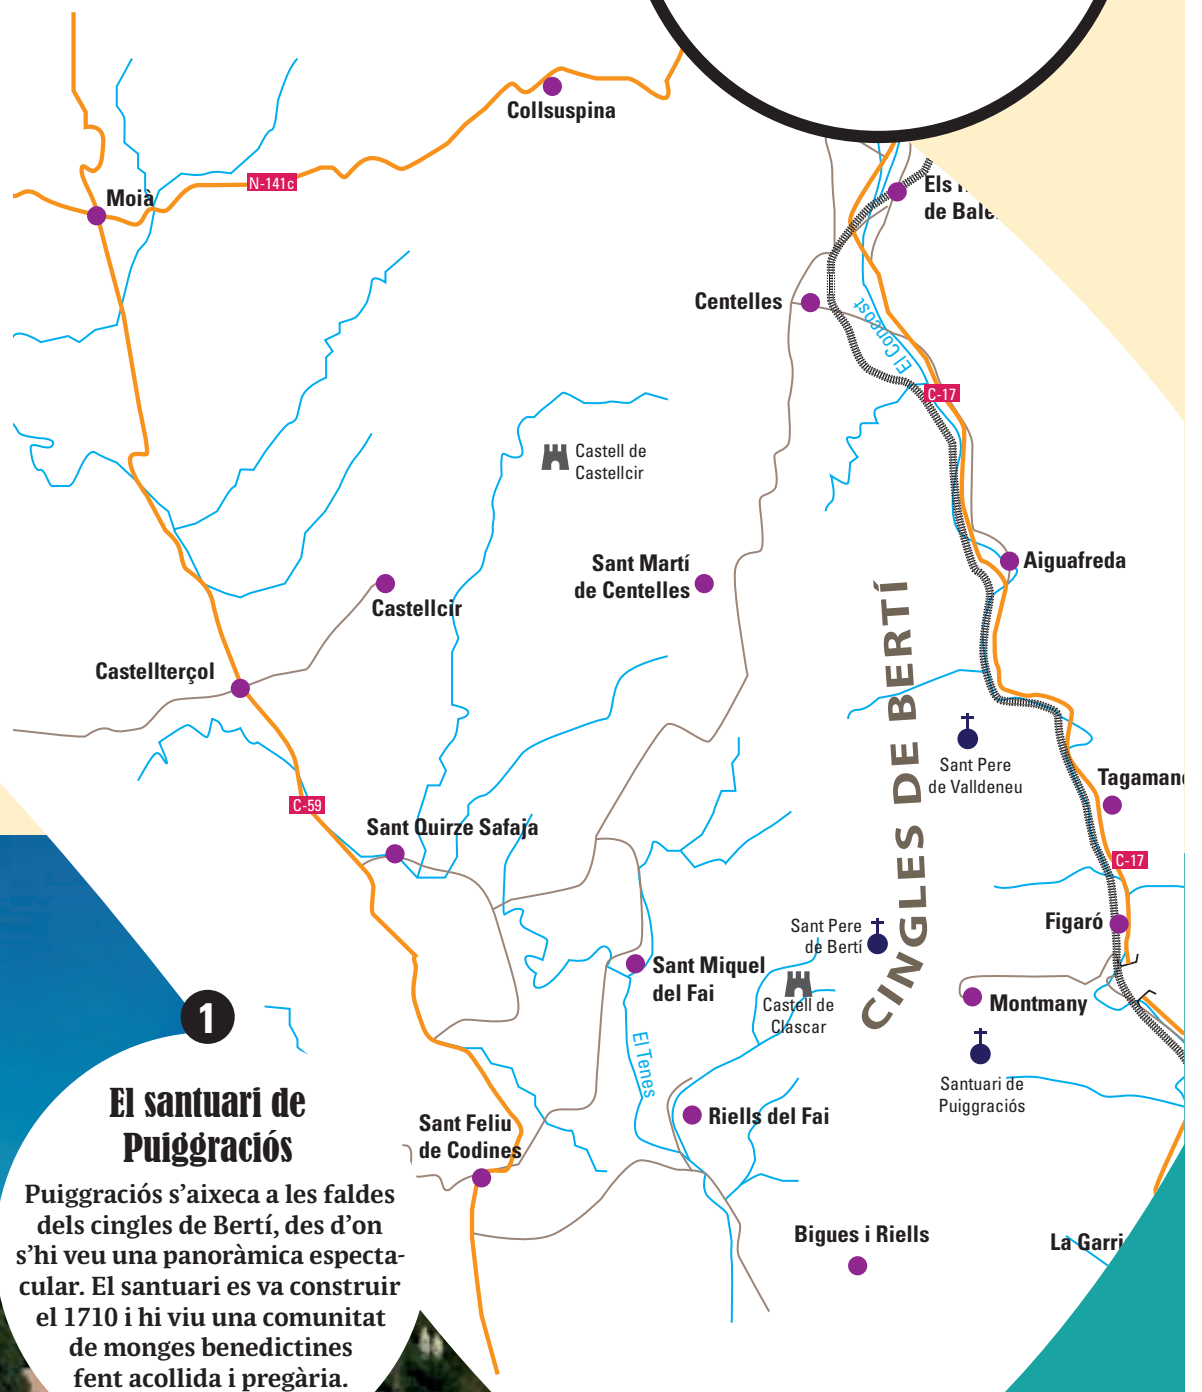 Collsuspina
N-141c
Moià
Els
de
Centelles
El Congost
C-17
Castell de
Castellcir
Sant Martí
de Centelles
Aiguafreda
Castellcir
CINGLES DE BERTÍ
Castellterçol
Sant Pere
de Valldeneu
C-59
Sant Quirze Safaja
C-17
Sant Pere
de Bertí
Figaró
Sant Miquel
del Fai
Castell de
Clascar
Montmany
1
El Tenes
El santuari de
Puiggraciós
Santuari de
Puiggraciós
Sant Feliu
de Codines
Riells del Fai
Puiggraciós s’aixeca a les faldes
dels cingles de Bertí, des d’on
s’hi veu una panoràmica especta-
cular. El santuari es va construir
el 1710 i hi viu una comunitat
de monges benedictines
fent acollida i pregària.
Bigues i Riells
La